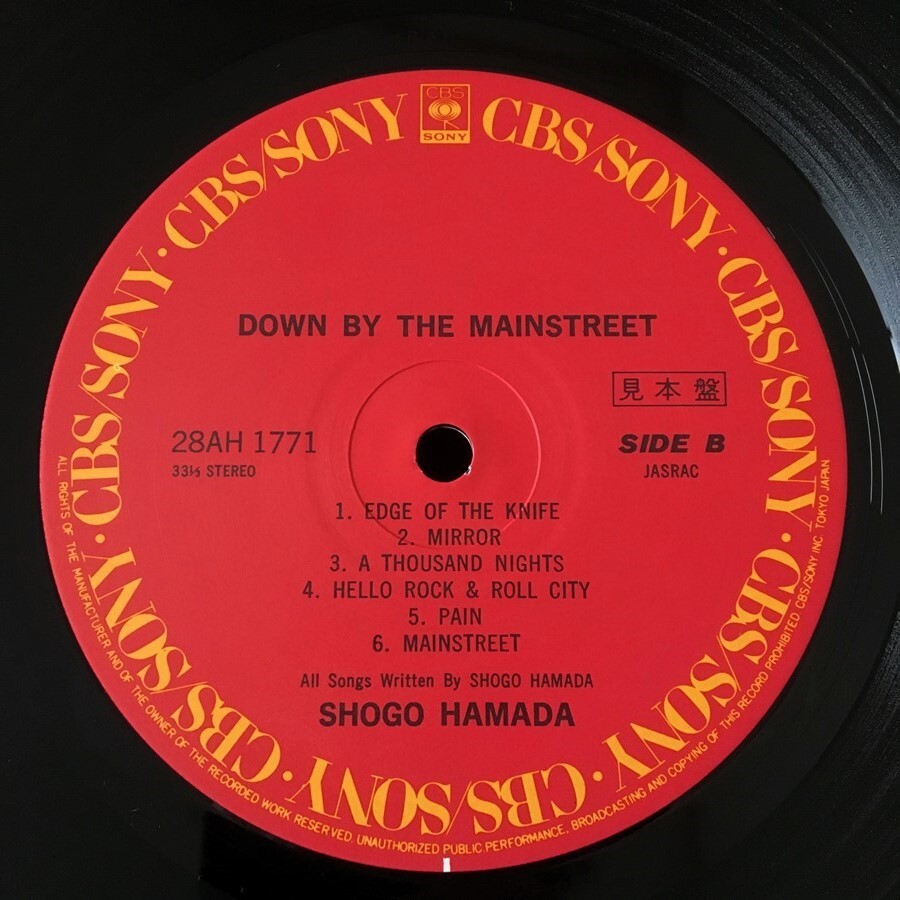 CBS
SONY
CBS/SONY · CBS/SONY · CBS/SONY · CBS/SONY · CBS/SONY · CBS/SONY · CBS/SONY · CBS/SONY
DOWN BY THE MAINSTREET
見本盤
28AH 1771
33⅓ STEREO
SIDE B
JASRAC
1. EDGE OF THE KNIFE
2. MIRROR
3. A THOUSAND NIGHTS
4. HELLO ROCK & ROLL CITY
5. PAIN
6. MAINSTREET
All Songs Written By SHOGO HAMADA
SHOGO HAMADA
ALL RIGHTS OF THE MANUFACTURER AND OF THE OWNER OF THE RECORDED WORK RESERVED. UNAUTHORIZED PUBLIC PERFORMANCE, BROADCASTING AND COPYING OF THIS RECORD PROHIBITED CBS/SONY INC. TOKYO JAPAN